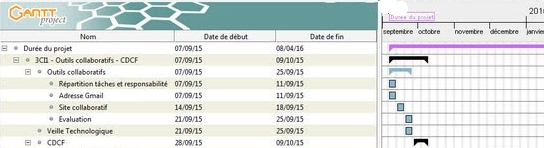 GANTT
project
Nom Date de début Date de fin
Durée du projet 07/09/15 08/04/16
3CI1 - Outils collaboratifs - CDCF 07/09/15 09/10/15
Outils collaboratifs 07/09/15 25/09/15
Répartition tâches et responsabilité 07/09/15 11/09/15
Adresse Gmail 07/09/15 11/09/15
Site collaboratif 14/09/15 18/09/15
Evaluation 21/09/15 25/09/15
Veille Technologique 21/09/15 25/09/15
CDCF 28/09/15 09/10/15
Durée du projet
septembre octobre novembre décembre